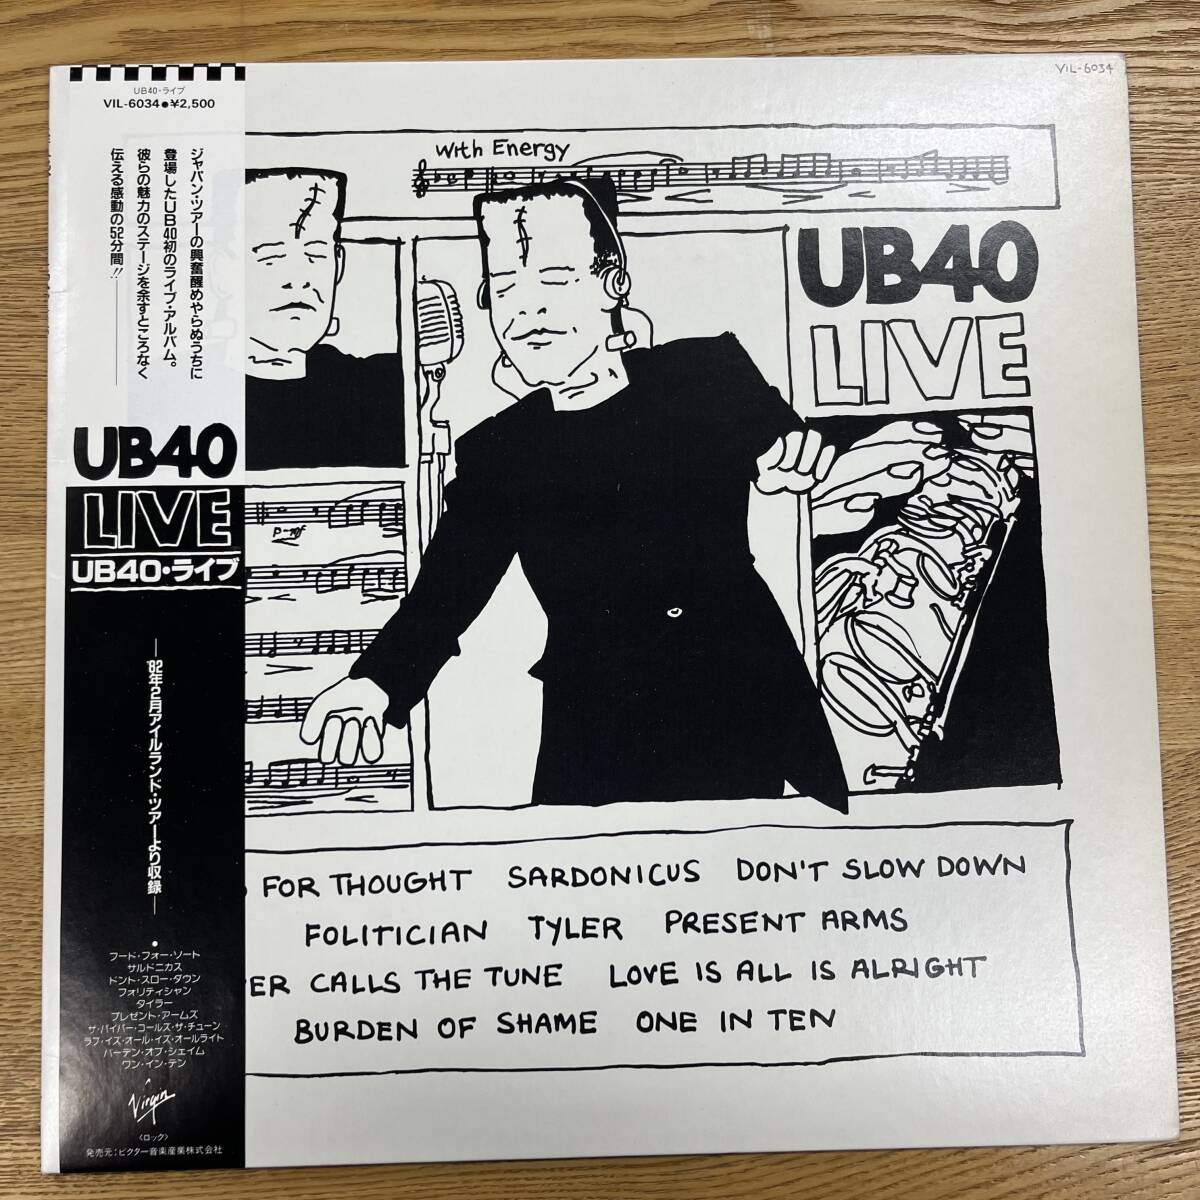 UB40・ライブ
VIL-6034●¥2,500
ジャパン・ツアーの興奮醒めやらぬうちに
登場したUB40初のライブ・アルバム。
彼らの魅力のステージを余すところなく
伝える感動の52分間!!
UB40
LIVE
UB40・ライブ
'82年2月アイルランド・ツアーより収録
フード・フォー・ソート
サルドニカス
ドント・スロー・ダウン
フォリティシャン
タイラー
プレゼント・アームズ
ザ・パイパー・コールズ・ザ・チューン
ラブ・イズ・オール・イズ・オールライト
バーデン・オブ・シェイム
ワン・イン・テン
Virgin
〈ロック〉
発売元:ビクター音楽産業株式会社
VIL-6034
With Energy
UB40
LIVE
P-mf
FOR THOUGHT SARDONICUS DON'T SLOW DOWN
FOLITICIAN TYLER PRESENT ARMS
PER CALLS THE TUNE LOVE IS ALL IS ALRIGHT
BURDEN OF SHAME ONE IN TEN